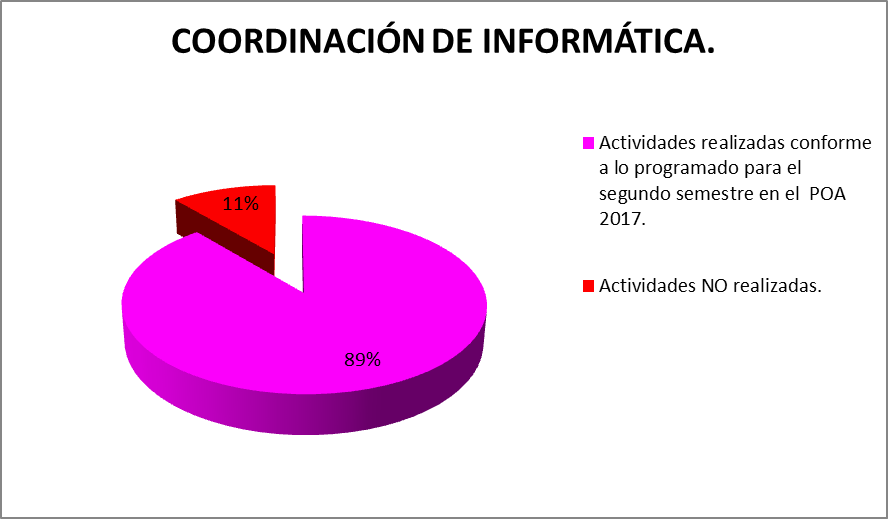 COORDINACIÓN DE INFORMÁTICA.
Actividades realizadas conforme
a lo programado para el
segundo semestre en el POA
2017.
11%
Actividades NO realizadas.
89%